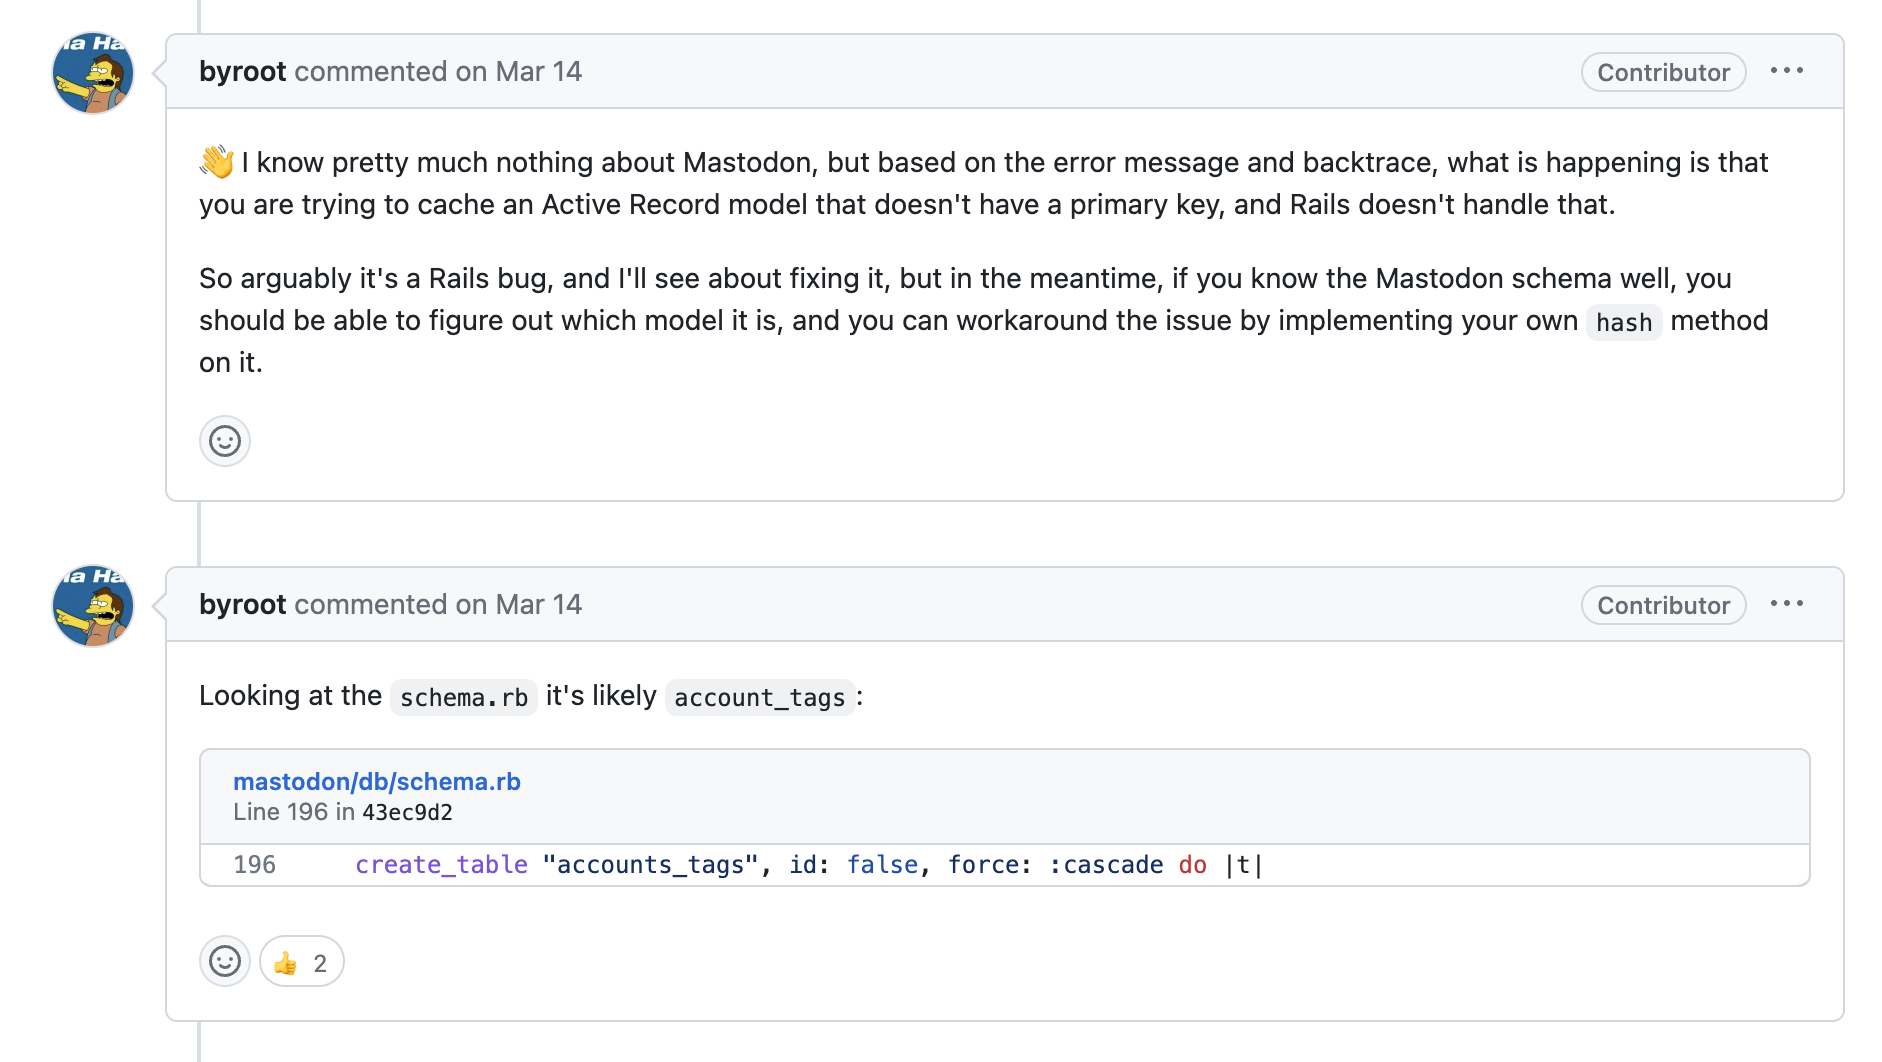 la Ha
byroot commented on Mar 14
Contributor
👋 I know pretty much nothing about Mastodon, but based on the error message and backtrace, what is happening is that
you are trying to cache an Active Record model that doesn't have a primary key, and Rails doesn't handle that.
So arguably it's a Rails bug, and I'll see about fixing it, but in the meantime, if you know the Mastodon schema well, you
should be able to figure out which model it is, and you can workaround the issue by implementing your own hash method
on it.
la Ha
byroot commented on Mar 14
Contributor
Looking at the schema.rb it's likely account_tags:
mastodon/db/schema.rb
Line 196 in 43ec9d2
196 create_table "accounts_tags", id: false, force: :cascade do |t|
👍 2